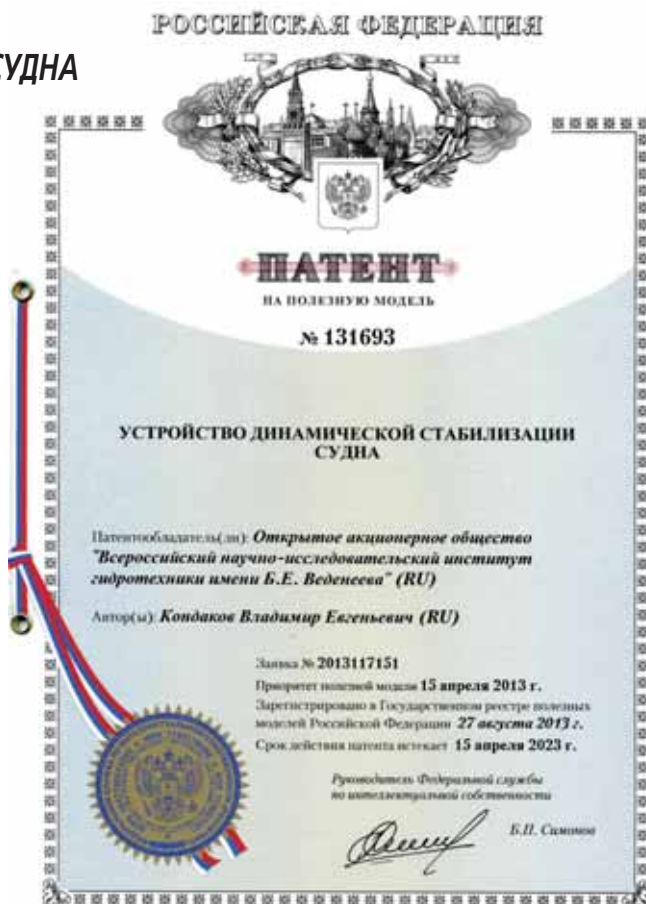 РОССИЙСКАЯ ФЕДЕРАЦИЯ
СУДНА
ПАТЕНТ
НА ПОЛЕЗНУЮ МОДЕЛЬ
№ 131693
УСТРОЙСТВО ДИНАМИЧЕСКОЙ СТАБИЛИЗАЦИИ
СУДНА
Патентообладатель(ли): Открытое акционерное общество
"Всероссийский научно-исследовательский институт
гидротехники имени Б.Е. Веденеева" (RU)
Автор(ы): Кондаков Владимир Евгеньевич (RU)
Заявка № 2013117151
Приоритет полезной модели 15 апреля 2013 г.
Зарегистрировано в Государственном реестре полезных
моделей Российской Федерации 27 августа 2013 г.
Срок действия патента истекает 15 апреля 2023 г.
Руководитель Федеральной службы
по интеллектуальной собственности
Б.П. Симонов